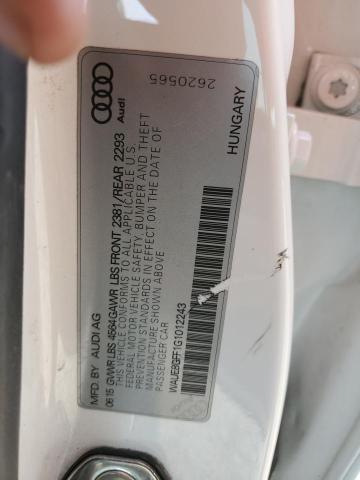 MFD. BY AUDI AG
06 15 GVWR LBS 4564 GAWR LBS FRONT 2381/REAR 2293
THIS VEHICLE CONFORMS TO ALL APPLICABLE U.S.
FEDERAL MOTOR VEHICLE SAFETY, BUMPER AND THEFT
PREVENTION STANDARDS IN EFFECT ON THE DATE OF
MANUFACTURE SHOWN ABOVE
PASSENGER CAR
WAUEBGFF1G1012243
HUNGARY
Audi
2620565